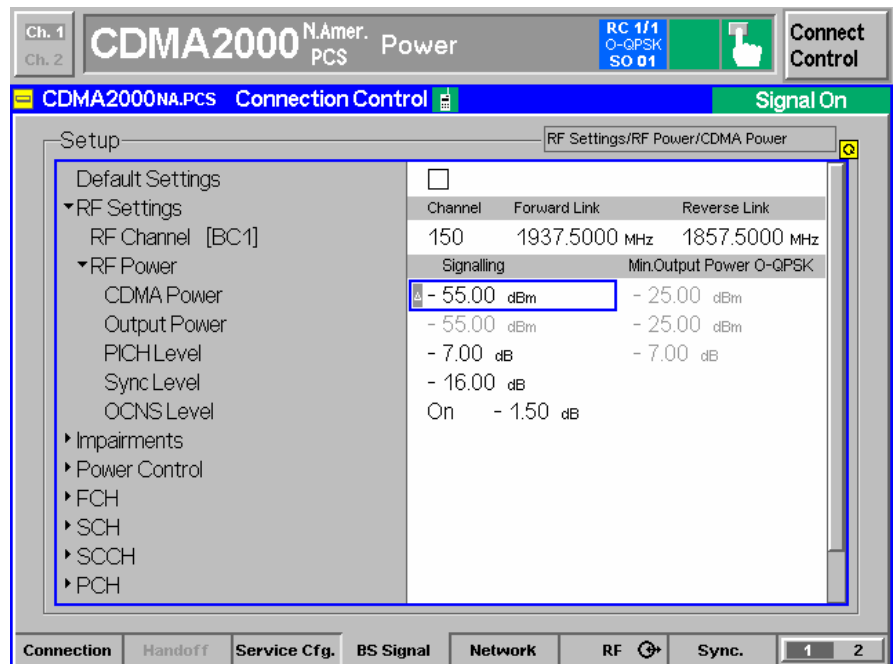 Ch. 1
Ch. 2
CDMA2000 N.Amer. PCS Power
RC 1/1
O-QPSK
SO 01
Connect
Control
CDMA2000 NA.PCS Connection Control
Signal On
Setup
RF Settings/RF Power/CDMA Power
Default Settings
RF Settings
Channel Forward Link Reverse Link
RF Channel [BC1] 150 1937.5000 MHz 1857.5000 MHz
RF Power Signalling Min.Output Power O-QPSK
CDMA Power - 55.00 dBm - 25.00 dBm
Output Power - 55.00 dBm - 25.00 dBm
PICH Level - 7.00 dB - 7.00 dB
Sync Level - 16.00 dB
OCNS Level On - 1.50 dB
Impairments
Power Control
FCH
SCH
SCCH
PCH
Connection Handoff Service Cfg. BS Signal Network RF Sync. 1 2